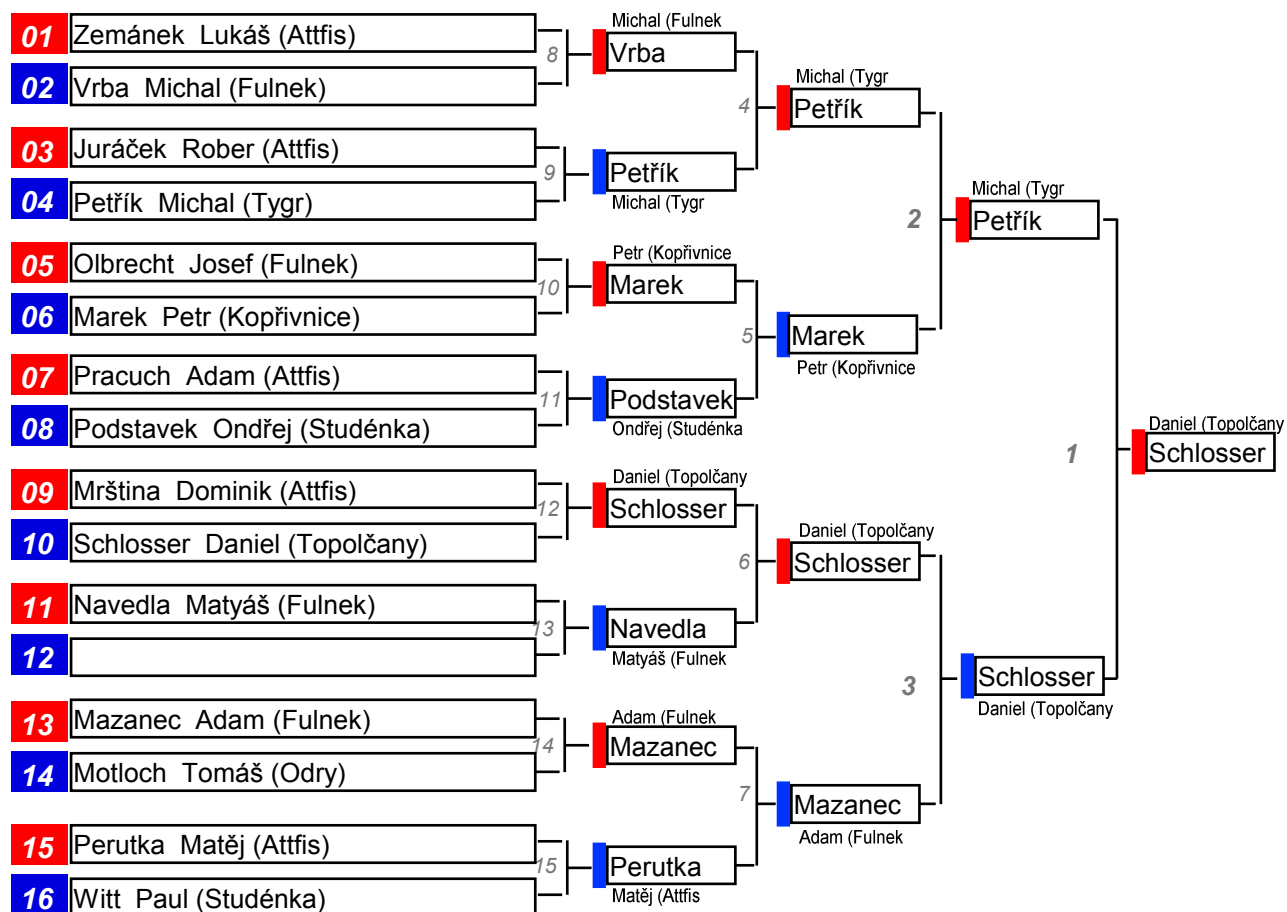 01 Zemánek Lukáš (Attfis)
02 Vrba Michal (Fulnek)
03 Juráček Rober (Attfis)
04 Petřík Michal (Tygr)
05 Olbrecht Josef (Fulnek)
06 Marek Petr (Kopřivnice)
07 Pracuch Adam (Attfis)
08 Podstavek Ondřej (Studénka)
09 Mrština Dominik (Attfis)
10 Schlosser Daniel (Topolčany)
11 Navedla Matyáš (Fulnek)
12
13 Mazanec Adam (Fulnek)
14 Motloch Tomáš (Odry)
15 Perutka Matěj (Attfis)
16 Witt Paul (Studénka)
8
9
10
11
12
13
14
15
Michal (Fulnek
Vrba
Petřík
Michal (Tygr
Petr (Kopřivnice
Marek
Podstavek
Ondřej (Studénka
Daniel (Topolčany
Schlosser
Navedla
Matyáš (Fulnek
Adam (Fulnek
Mazanec
Perutka
Matěj (Attfis
4
5
6
7
Michal (Tygr
Petřík
Marek
Petr (Kopřivnice
Daniel (Topolčany
Schlosser
Mazanec
Adam (Fulnek
2
3
Michal (Tygr
Petřík
Schlosser
Daniel (Topolčany
1
Daniel (Topolčany
Schlosser